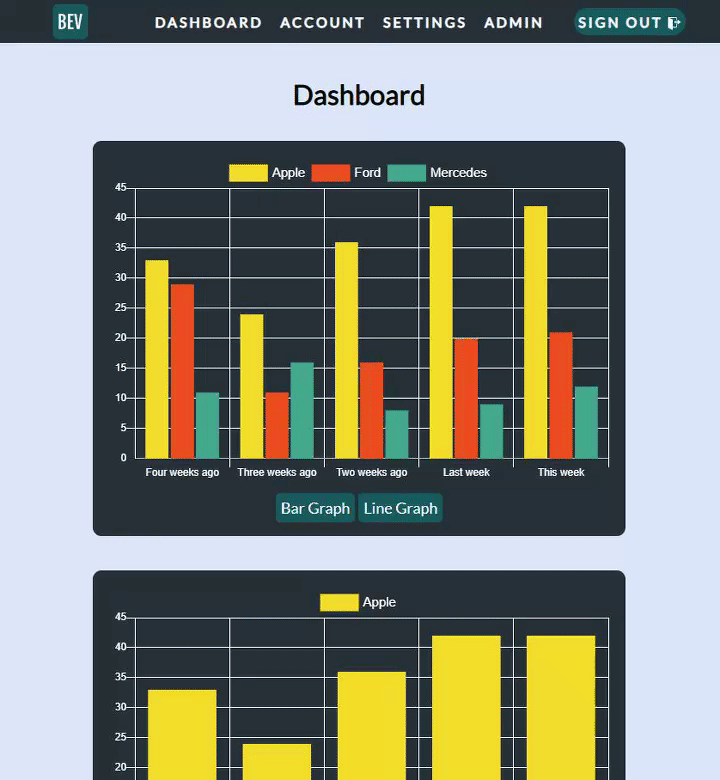 BEV DASHBOARD ACCOUNT SETTINGS ADMIN SIGN OUT
Dashboard
Apple Ford Mercedes
45
40
35
30
25
20
15
10
5
0
Four weeks ago Three weeks ago Two weeks ago Last week This week
Bar Graph Line Graph
Apple
45
40
35
30
25
20